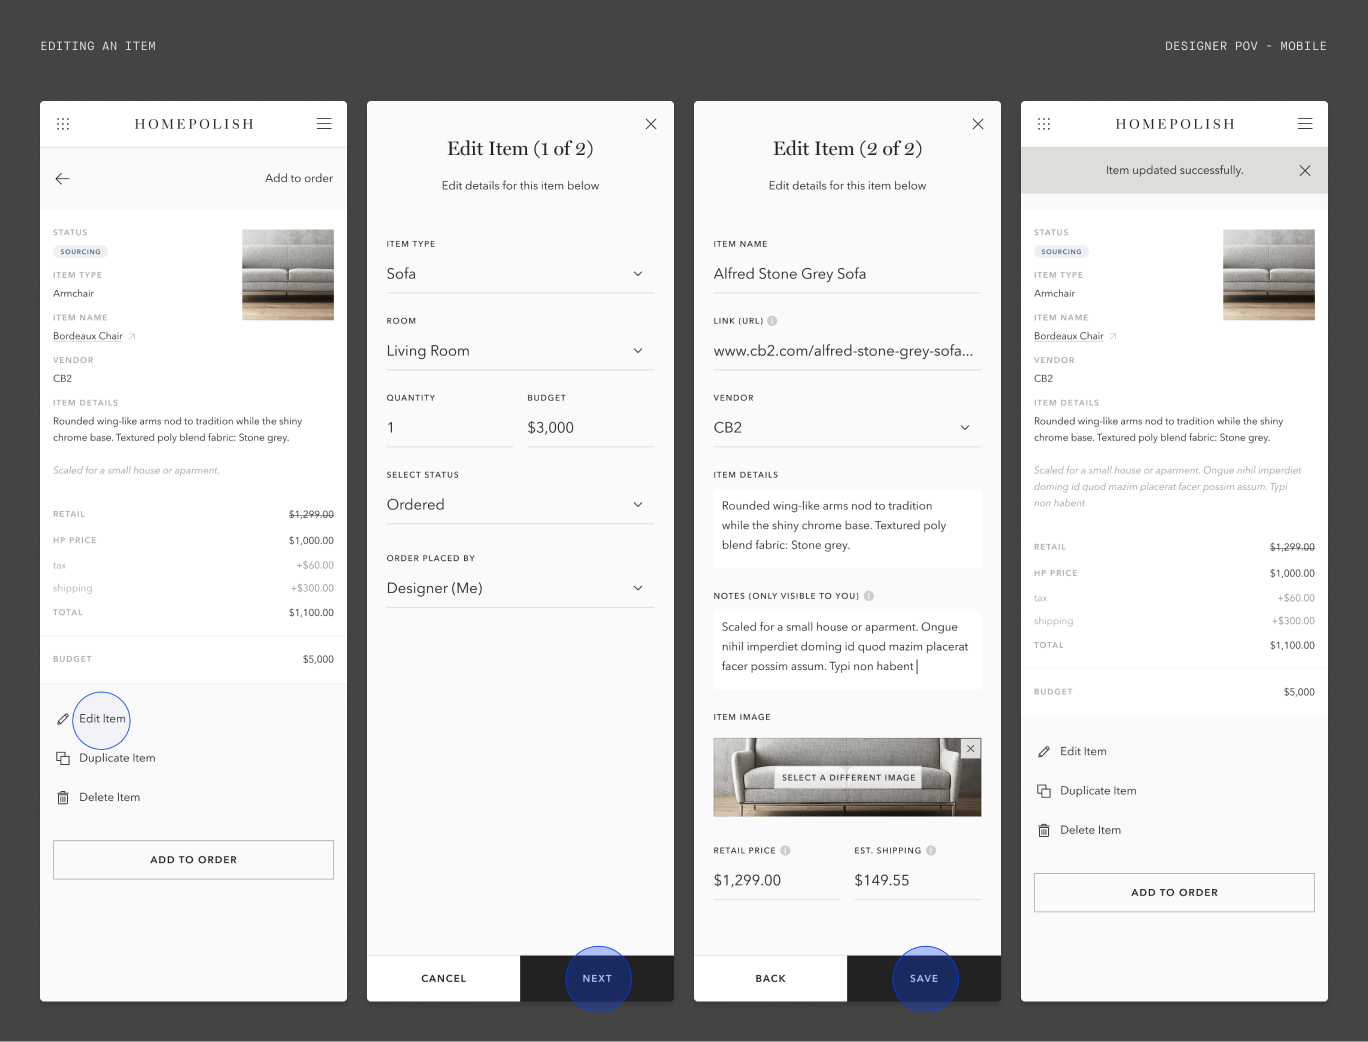 EDITING AN ITEM
DESIGNER POV - MOBILE
HOMEPOLISH
Add to order
STATUS
SOURCING
ITEM TYPE
Armchair
ITEM NAME
Bordeaux Chair
VENDOR
CB2
ITEM DETAILS
Rounded wing-like arms nod to tradition while the shiny
chrome base. Textured poly blend fabric: Stone grey.
Scaled for a small house or aparment.
RETAIL $1,299.00
HP PRICE $1,000.00
tax +$60.00
shipping +$300.00
TOTAL $1,100.00
BUDGET $5,000
Edit Item
Duplicate Item
Delete Item
ADD TO ORDER
Edit Item (1 of 2)
Edit details for this item below
ITEM TYPE
Sofa
ROOM
Living Room
QUANTITY BUDGET
1 $3,000
SELECT STATUS
Ordered
ORDER PLACED BY
Designer (Me)
CANCEL NEXT
Edit Item (2 of 2)
Edit details for this item below
ITEM NAME
Alfred Stone Grey Sofa
LINK (URL)
www.cb2.com/alfred-stone-grey-sofa...
VENDOR
CB2
ITEM DETAILS
Rounded wing-like arms nod to tradition
while the shiny chrome base. Textured poly
blend fabric: Stone grey.
NOTES (ONLY VISIBLE TO YOU)
Scaled for a small house or aparment. Ongue
nihil imperdiet doming id quod mazim placerat
facer possim assum. Typi non habent
ITEM IMAGE
SELECT A DIFFERENT IMAGE
RETAIL PRICE EST. SHIPPING
$1,299.00 $149.55
BACK SAVE
HOMEPOLISH
Item updated successfully.
STATUS
SOURCING
ITEM TYPE
Armchair
ITEM NAME
Bordeaux Chair
VENDOR
CB2
ITEM DETAILS
Rounded wing-like arms nod to tradition while the shiny
chrome base. Textured poly blend fabric: Stone grey.
Scaled for a small house or aparment. Ongue nihil imperdiet
doming id quod mazim placerat facer possim assum. Typi
non habent
RETAIL $1,299.00
HP PRICE $1,000.00
tax +$60.00
shipping +$300.00
TOTAL $1,100.00
BUDGET $5,000
Edit Item
Duplicate Item
Delete Item
ADD TO ORDER